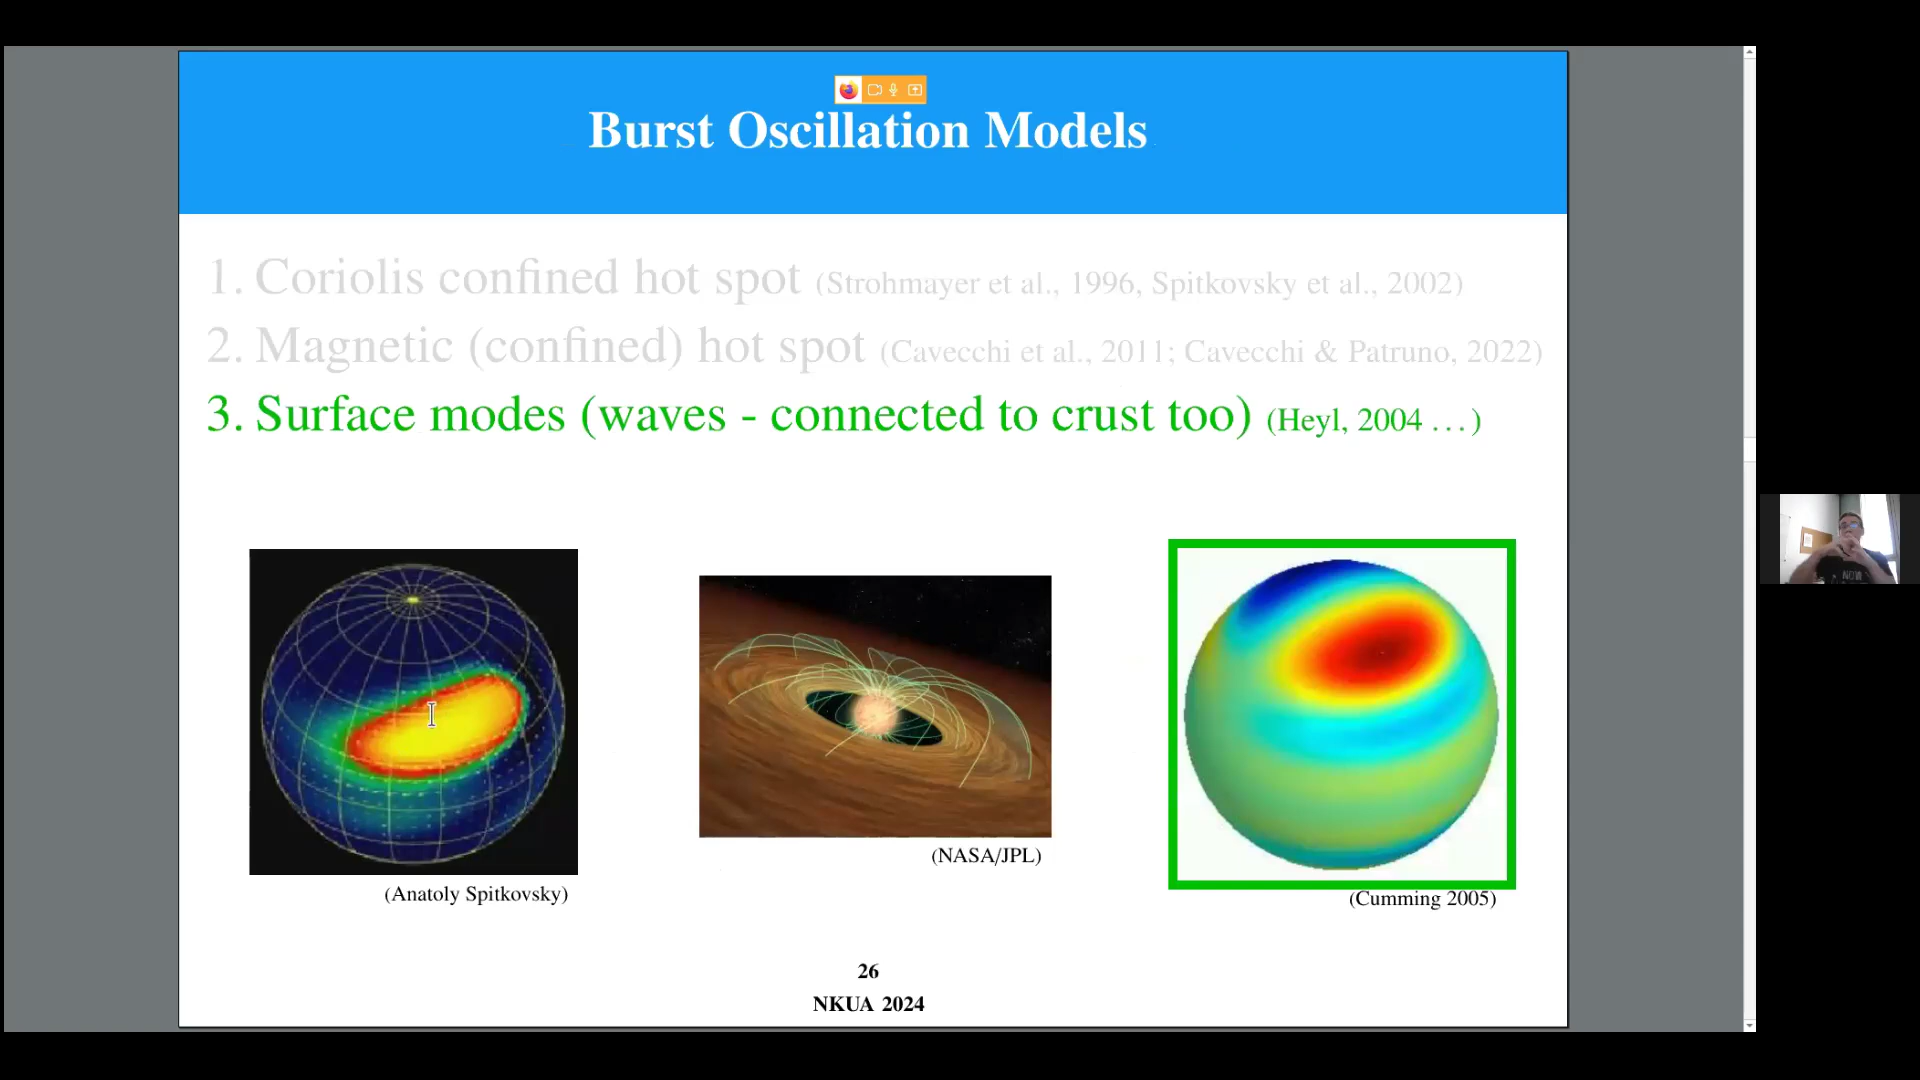 Burst Oscillation Models
1. Coriolis confined hot spot (Strohmayer et al., 1996, Spitkovsky et al., 2002)
2. Magnetic (confined) hot spot (Cavecchi et al., 2011; Cavecchi & Patruno, 2022)
3. Surface modes (waves - connected to crust too) (Heyl, 2004 ...)
(Anatoly Spitkovsky)
(NASA/JPL)
(Cumming 2005)
26
NKUA 2024
NOW